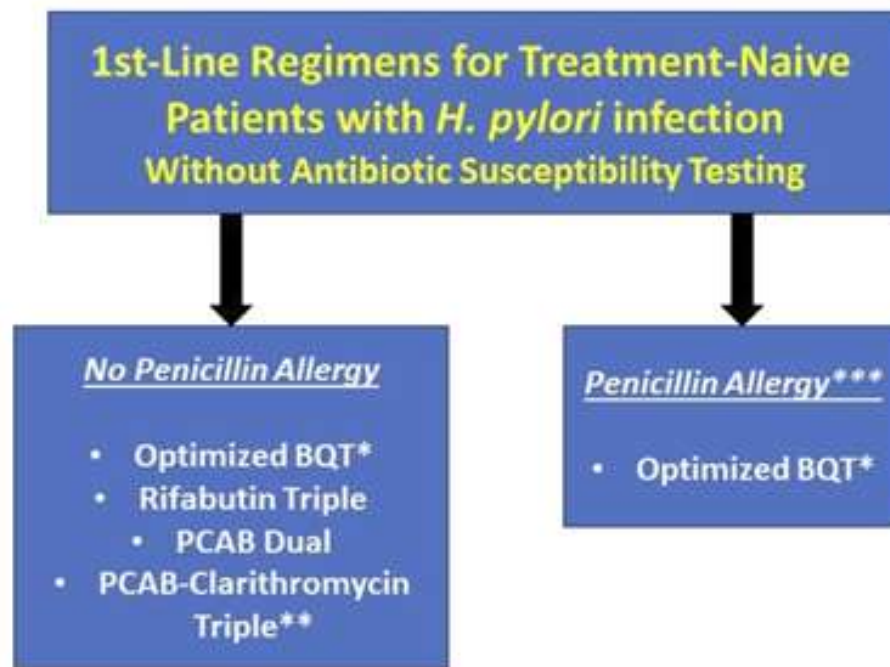 1st-Line Regimens for Treatment-Naive
Patients with H. pylori infection
Without Antibiotic Susceptibility Testing
No Penicillin Allergy
• Optimized BQT*
• Rifabutin Triple
• PCAB Dual
• PCAB-Clarithromycin
Triple**
Penicillin Allergy***
• Optimized BQT*